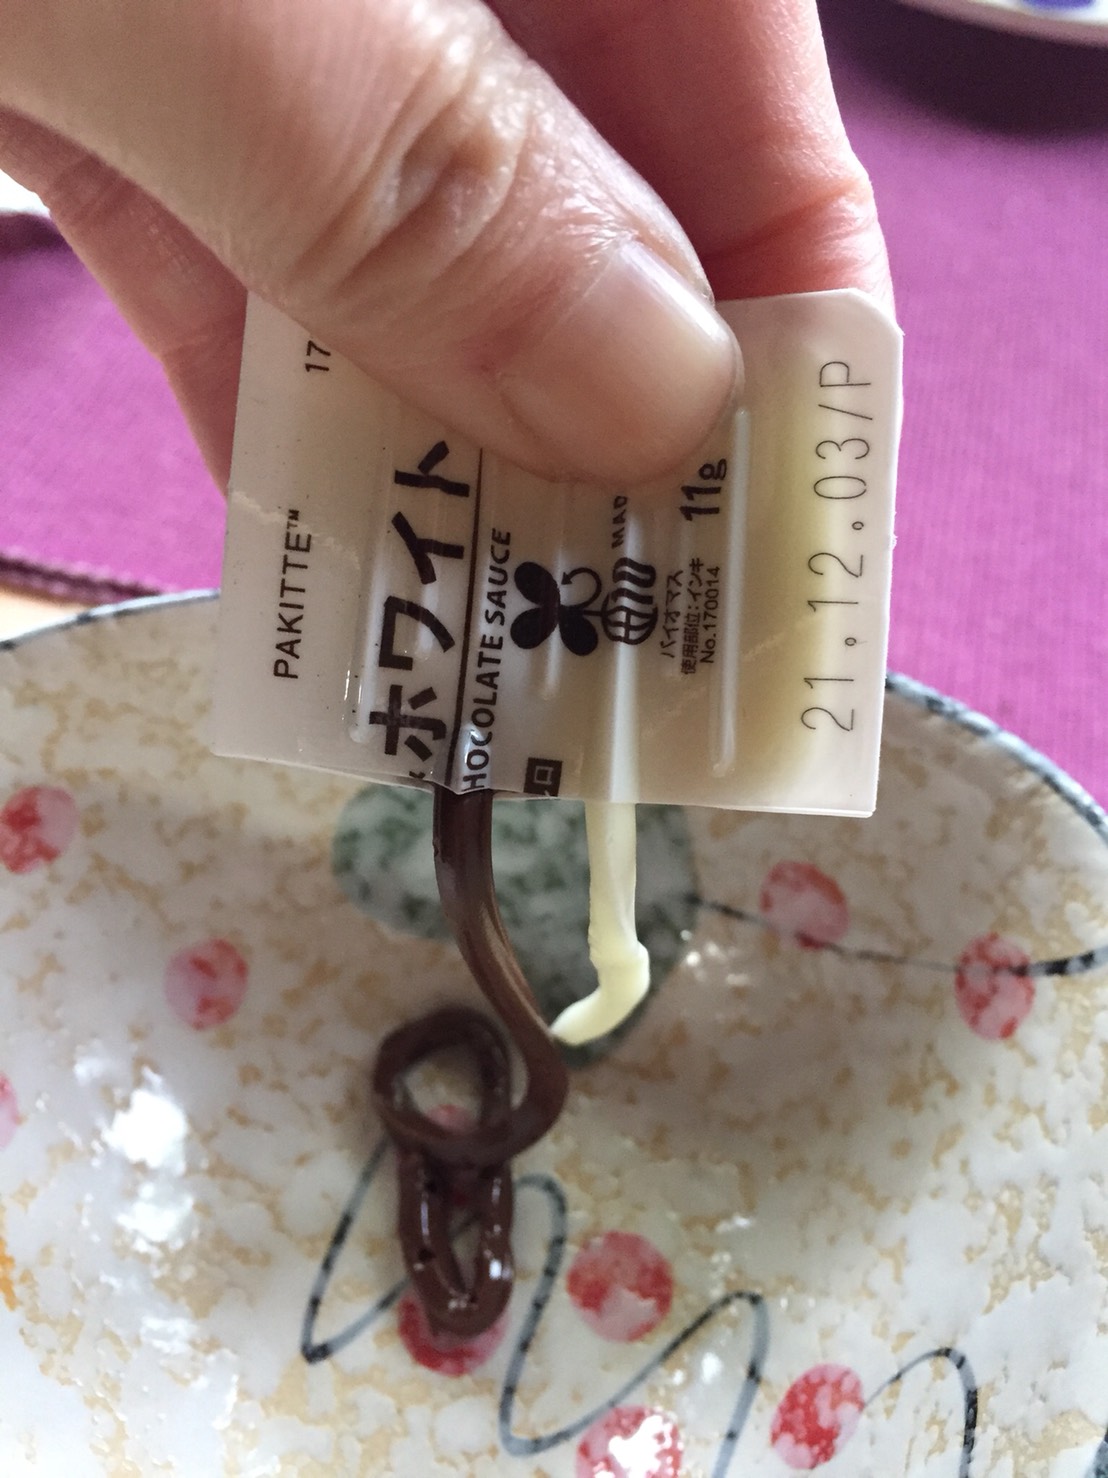 17
PAKITTE™
ホワイト
HOCOLATE SAUCE
MAD
11g
バイオマス
使用部位:インキ
No.170014
21.12.03/P